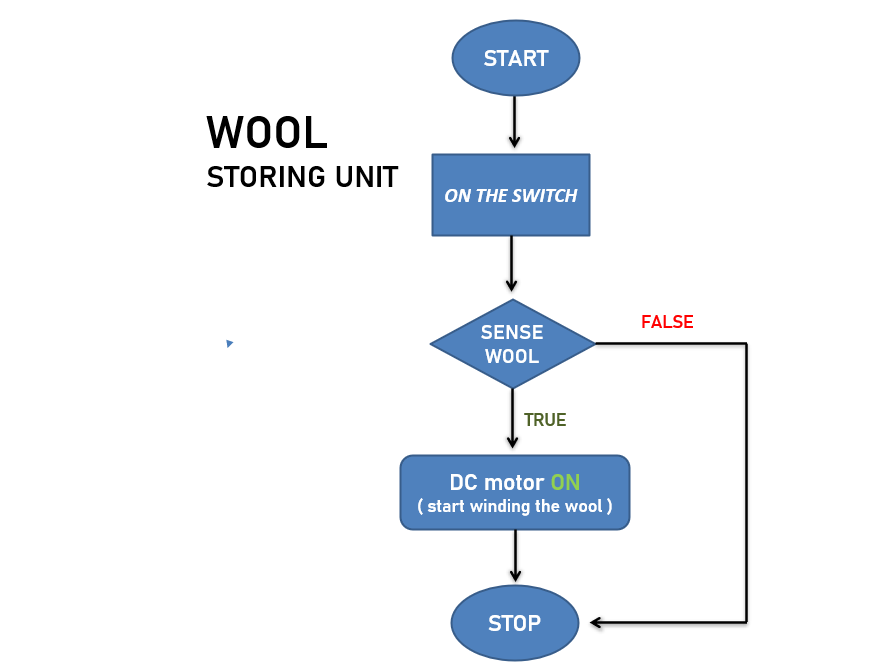 START
WOOL
STORING UNIT
ON THE SWITCH
SENSE
WOOL
FALSE
TRUE
DC motor ON
( start winding the wool )
STOP